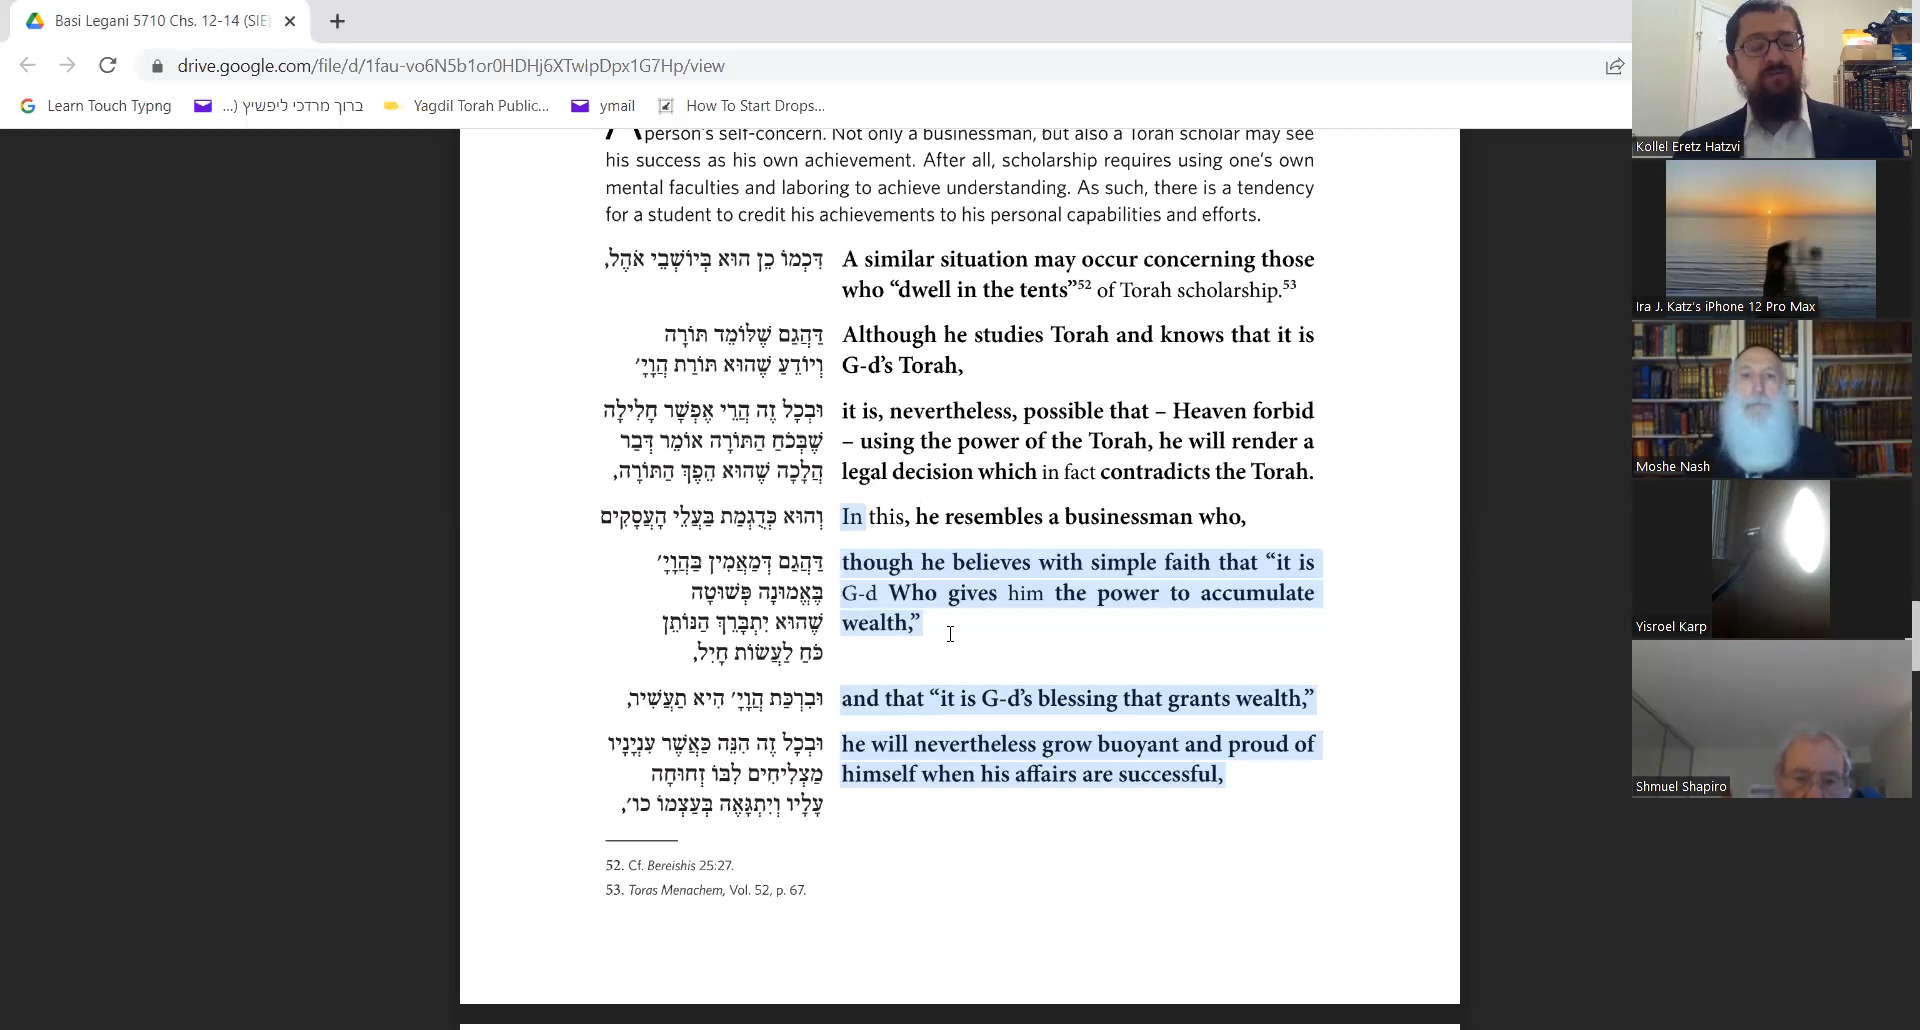 Basi Legani 5710 Chs. 12-14 (SIE)
drive.google.com/file/d/1fau-vo6N5b1or0HDHj6XTwIpDpx1G7Hp/view
Learn Touch Typng
ברוך מרדכי ליפשיץ (...
Yagdil Torah Public...
ymail
How To Start Drops...
person's self-concern. Not only a businessman, but also a Torah scholar may see
his success as his own achievement. After all, scholarship requires using one's own
mental faculties and laboring to achieve understanding. As such, there is a tendency
for a student to credit his achievements to his personal capabilities and efforts.
דִּכְמוֹ כֵן הוּא בְּיוֹשְׁבֵי אֹהֶל,
A similar situation may occur concerning those
who “dwell in the tents”52 of Torah scholarship.53
דַּהֲגַם שֶׁלּוֹמֵד תּוֹרָה
וְיוֹדֵעַ שֶׁהוּא תּוֹרַת הֲוָיָ׳
Although he studies Torah and knows that it is
G-d’s Torah,
וּבְכָל זֶה הֲרֵי אֶפְשָׁר חָלִילָה
שֶׁבְּכֹחַ הַתּוֹרָה אוֹמֵר דְּבַר
הֲלָכָה שֶׁהוּא הֵפֶךְ הַתּוֹרָה,
it is, nevertheless, possible that – Heaven forbid
– using the power of the Torah, he will render a
legal decision which in fact contradicts the Torah.
וְהוּא כְּדֻגְמַת בַּעֲלֵי הָעֲסָקִים
In this, he resembles a businessman who,
דַּהֲגַם דְּמַאֲמִין בַּהֲוָיָ׳
בֶּאֱמוּנָה פְּשׁוּטָה
שֶׁהוּא יִתְבָּרֵךְ הַנּוֹתֵן
כֹּחַ לַעֲשׂוֹת חָיִל,
though he believes with simple faith that “it is
G-d Who gives him the power to accumulate
wealth,”
וּבִרְכַּת הֲוָיָ׳ הִיא תַעֲשִׁיר,
and that “it is G-d’s blessing that grants wealth,”
וּבְכָל זֶה הִנֵּה כַּאֲשֶׁר עִנְיָנָיו
מַצְלִיחִים לִבּוֹ זְחוּחָה
עָלָיו וְיִתְגָּאֶה בְּעַצְמוֹ כו׳,
he will nevertheless grow buoyant and proud of
himself when his affairs are successful,
52. Cf. Bereishis 25:27.
53. Toras Menachem, Vol. 52, p. 67.
Kollel Eretz Hatzvi
Ira J. Katz's iPhone 12 Pro Max
Moshe Nash
Yisroel Karp
Shmuel Shapiro